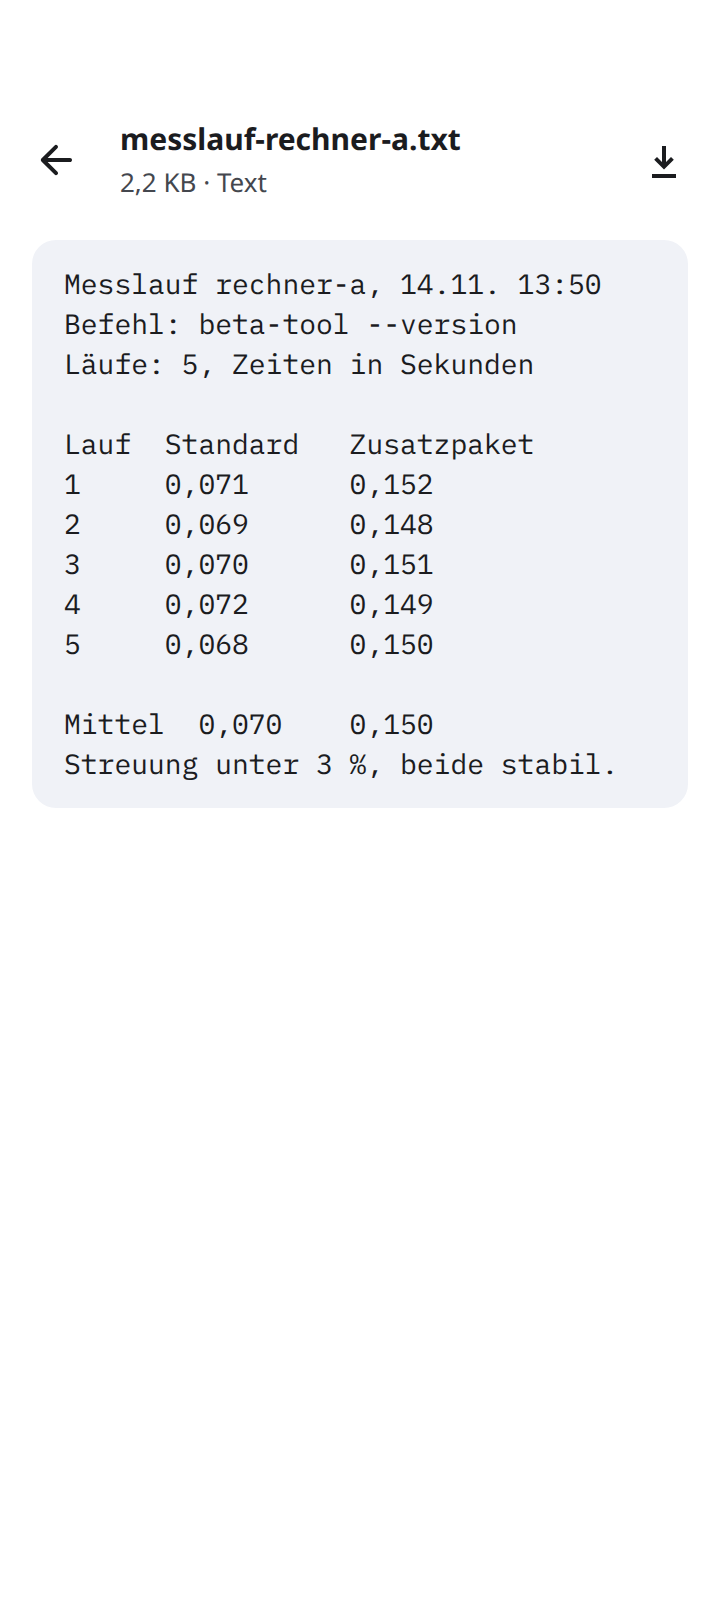 messlauf-rechner-a.txt
2,2 KB · Text
Messlauf rechner-a, 14.11. 13:50
Befehl: beta-tool --version
Läufe: 5, Zeiten in Sekunden
Lauf  Standard   Zusatzpaket
1     0,071      0,152
2     0,069      0,148
3     0,070      0,151
4     0,072      0,149
5     0,068      0,150
Mittel  0,070    0,150
Streuung unter 3 %, beide stabil.